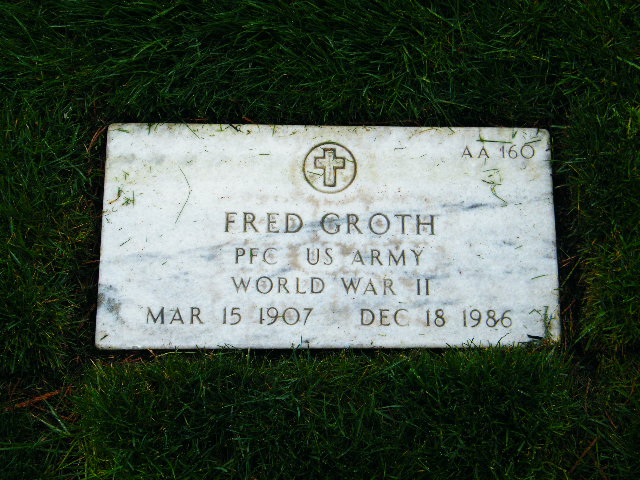 AA 160
FRED GROTH
PFC US ARMY
WORLD WAR II
MAR 15 1907 DEC 18 1986